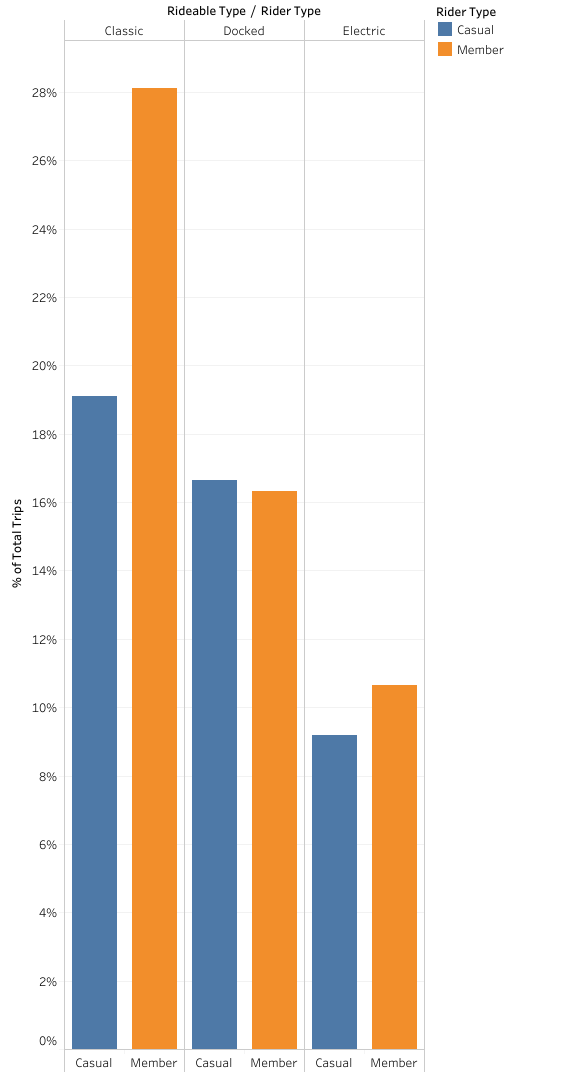 Rideable Type / Rider Type
Rider Type
Classic Docked Electric
Casual
Member
28%
26%
24%
22%
20%
18%
16%
14%
12%
10%
8%
6%
4%
2%
0%
% of Total Trips
Casual Member Casual Member Casual Member